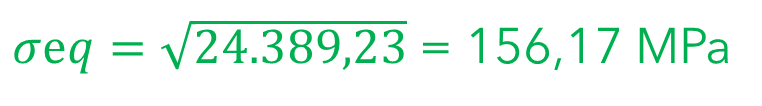 σeq = √24.389,23 = 156,17 MPa